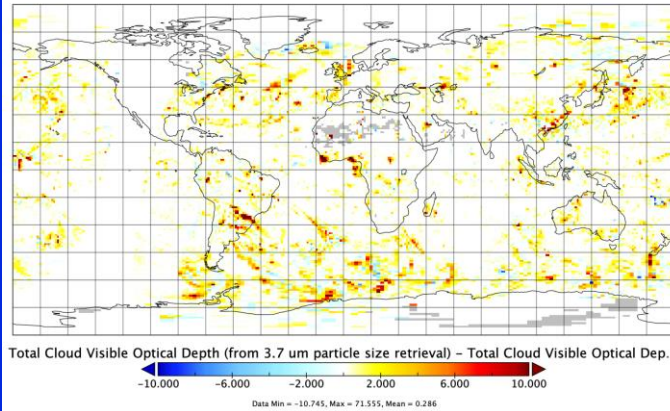 Total Cloud Visible Optical Depth (from 3.7 um particle size retrieval) – Total Cloud Visible Optical Dep.
-10.000 -6.000 -2.000 2.000 6.000 10.000
Data Min = -10.745, Max = 71.555, Mean = 0.286